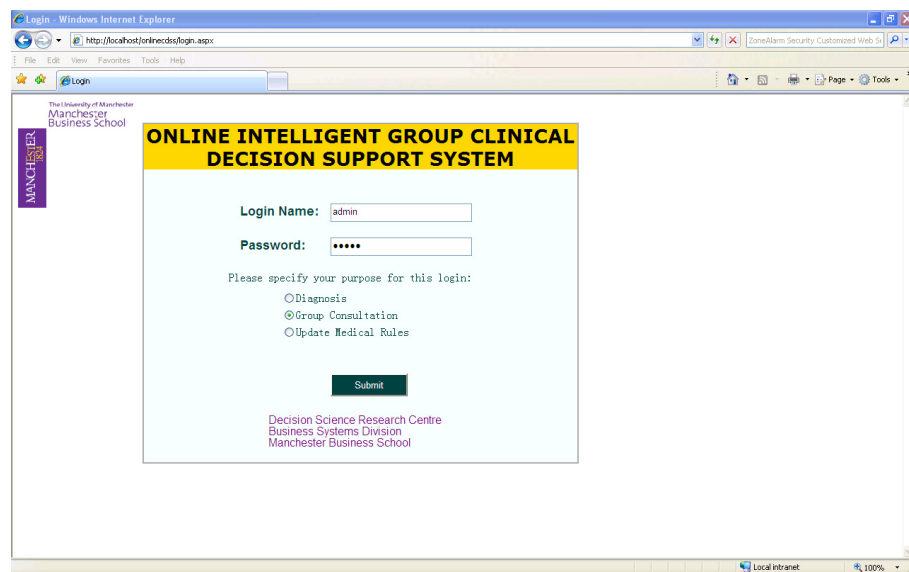 Login - Windows Internet Explorer
http://localhost/onlinecdss/login.aspx
ZoneAlarm Security Customized Web Se
File Edit View Favorites Tools Help
Login
Page Tools
The University of Manchester
Manchester
Business School
MANCHESTER
1824
ONLINE INTELLIGENT GROUP CLINICAL
DECISION SUPPORT SYSTEM
Login Name: admin
Password: •••••
Please specify your purpose for this login:
Diagnosis
Group Consultation
Update Medical Rules
Submit
Decision Science Research Centre
Business Systems Division
Manchester Business School
Local intranet 100%